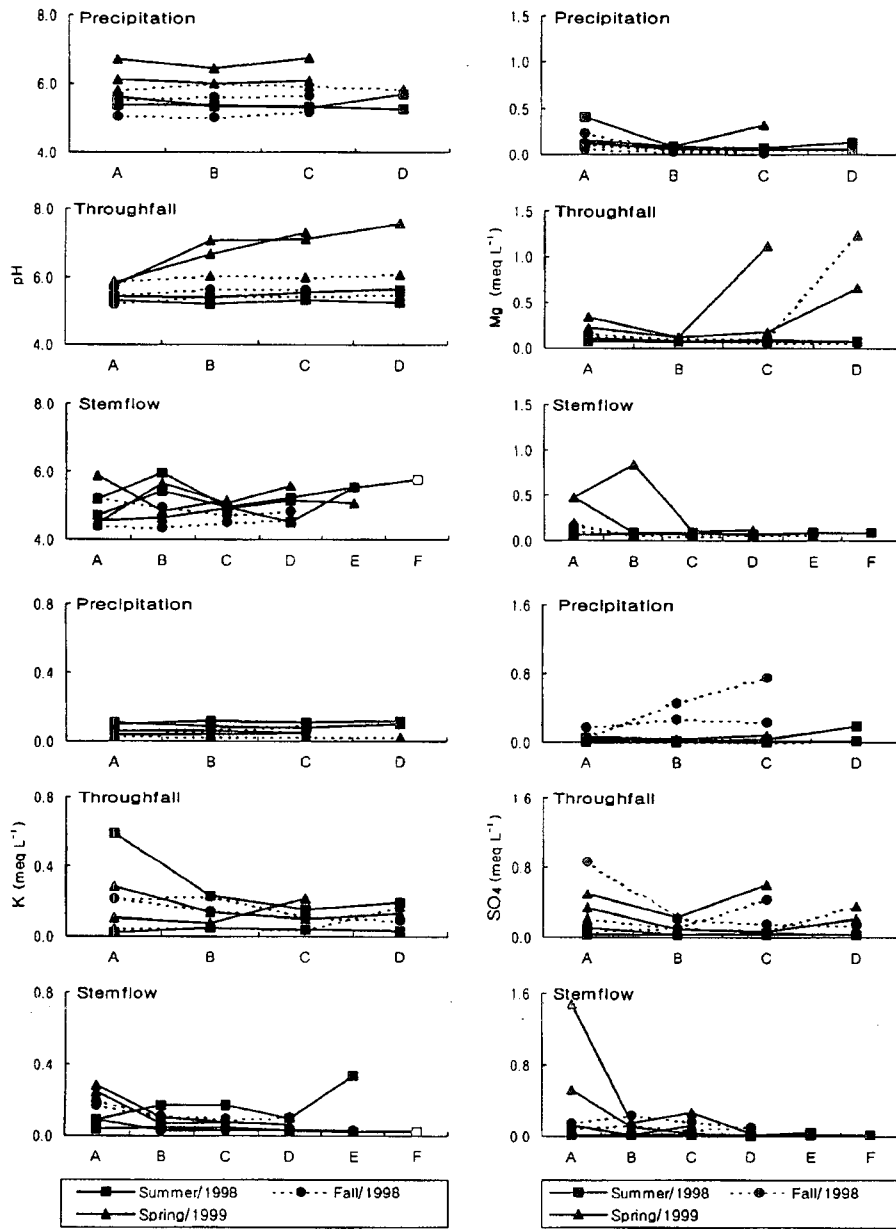 Precipitation
8.0
6.0
4.0
A B C D
Throughfall
8.0
6.0
4.0
pH
A B C D
Stemflow
8.0
6.0
4.0
A B C D E F
Precipitation
0.8
0.4
0.0
A B C D
Throughfall
0.8
0.4
0.0
K (meq L⁻¹)
A B C D
Stemflow
0.8
0.4
0.0
A B C D E F
Summer/1998 Fall/1998
Spring/1999
Precipitation
1.5
1.0
0.5
0.0
A B C D
Throughfall
1.5
1.0
0.5
0.0
Mg (meq L⁻¹)
A B C D
Stemflow
1.5
1.0
0.5
0.0
A B C D E F
Precipitation
1.6
0.8
0.0
A B C D
Throughfall
1.6
0.8
0.0
SO₄ (meq L⁻¹)
A B C D
Stemflow
1.6
0.8
0.0
A B C D E F
Summer/1998 Fall/1998
Spring/1999